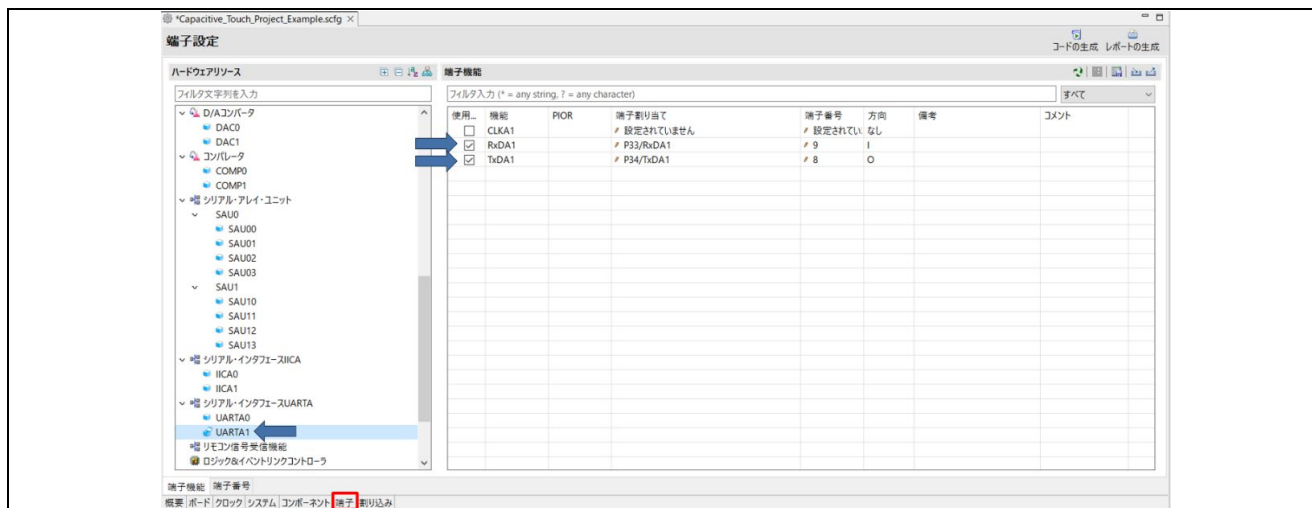 *Capacitive_Touch_Project_Example.scfg
端子設定
コードの生成 レポートの生成
ハードウェアリソース
フィルタ文字列を入力
D/Aコンバータ
DAC0
DAC1
コンパレータ
COMP0
COMP1
シリアル・アレイ・ユニット
SAU0
SAU00
SAU01
SAU02
SAU03
SAU1
SAU10
SAU11
SAU12
SAU13
シリアル・インタフェースIICA
IICA0
IICA1
シリアル・インタフェースUARTA
UARTA0
UARTA1
リモコン信号受信機能
ロジック&イベントリンクコントローラ
端子機能
フィルタ入力 (* = any string, ? = any character)
すべて
使用... 機能 PIOR 端子割り当て 端子番号 方向 備考 コメント
CLKA1 設定されていません 設定されてい なし
RxDA1 P33/RxDA1 9 I
TxDA1 P34/TxDA1 8 O
端子機能 端子番号
概要 ボード クロック システム コンポーネント 端子 割り込み